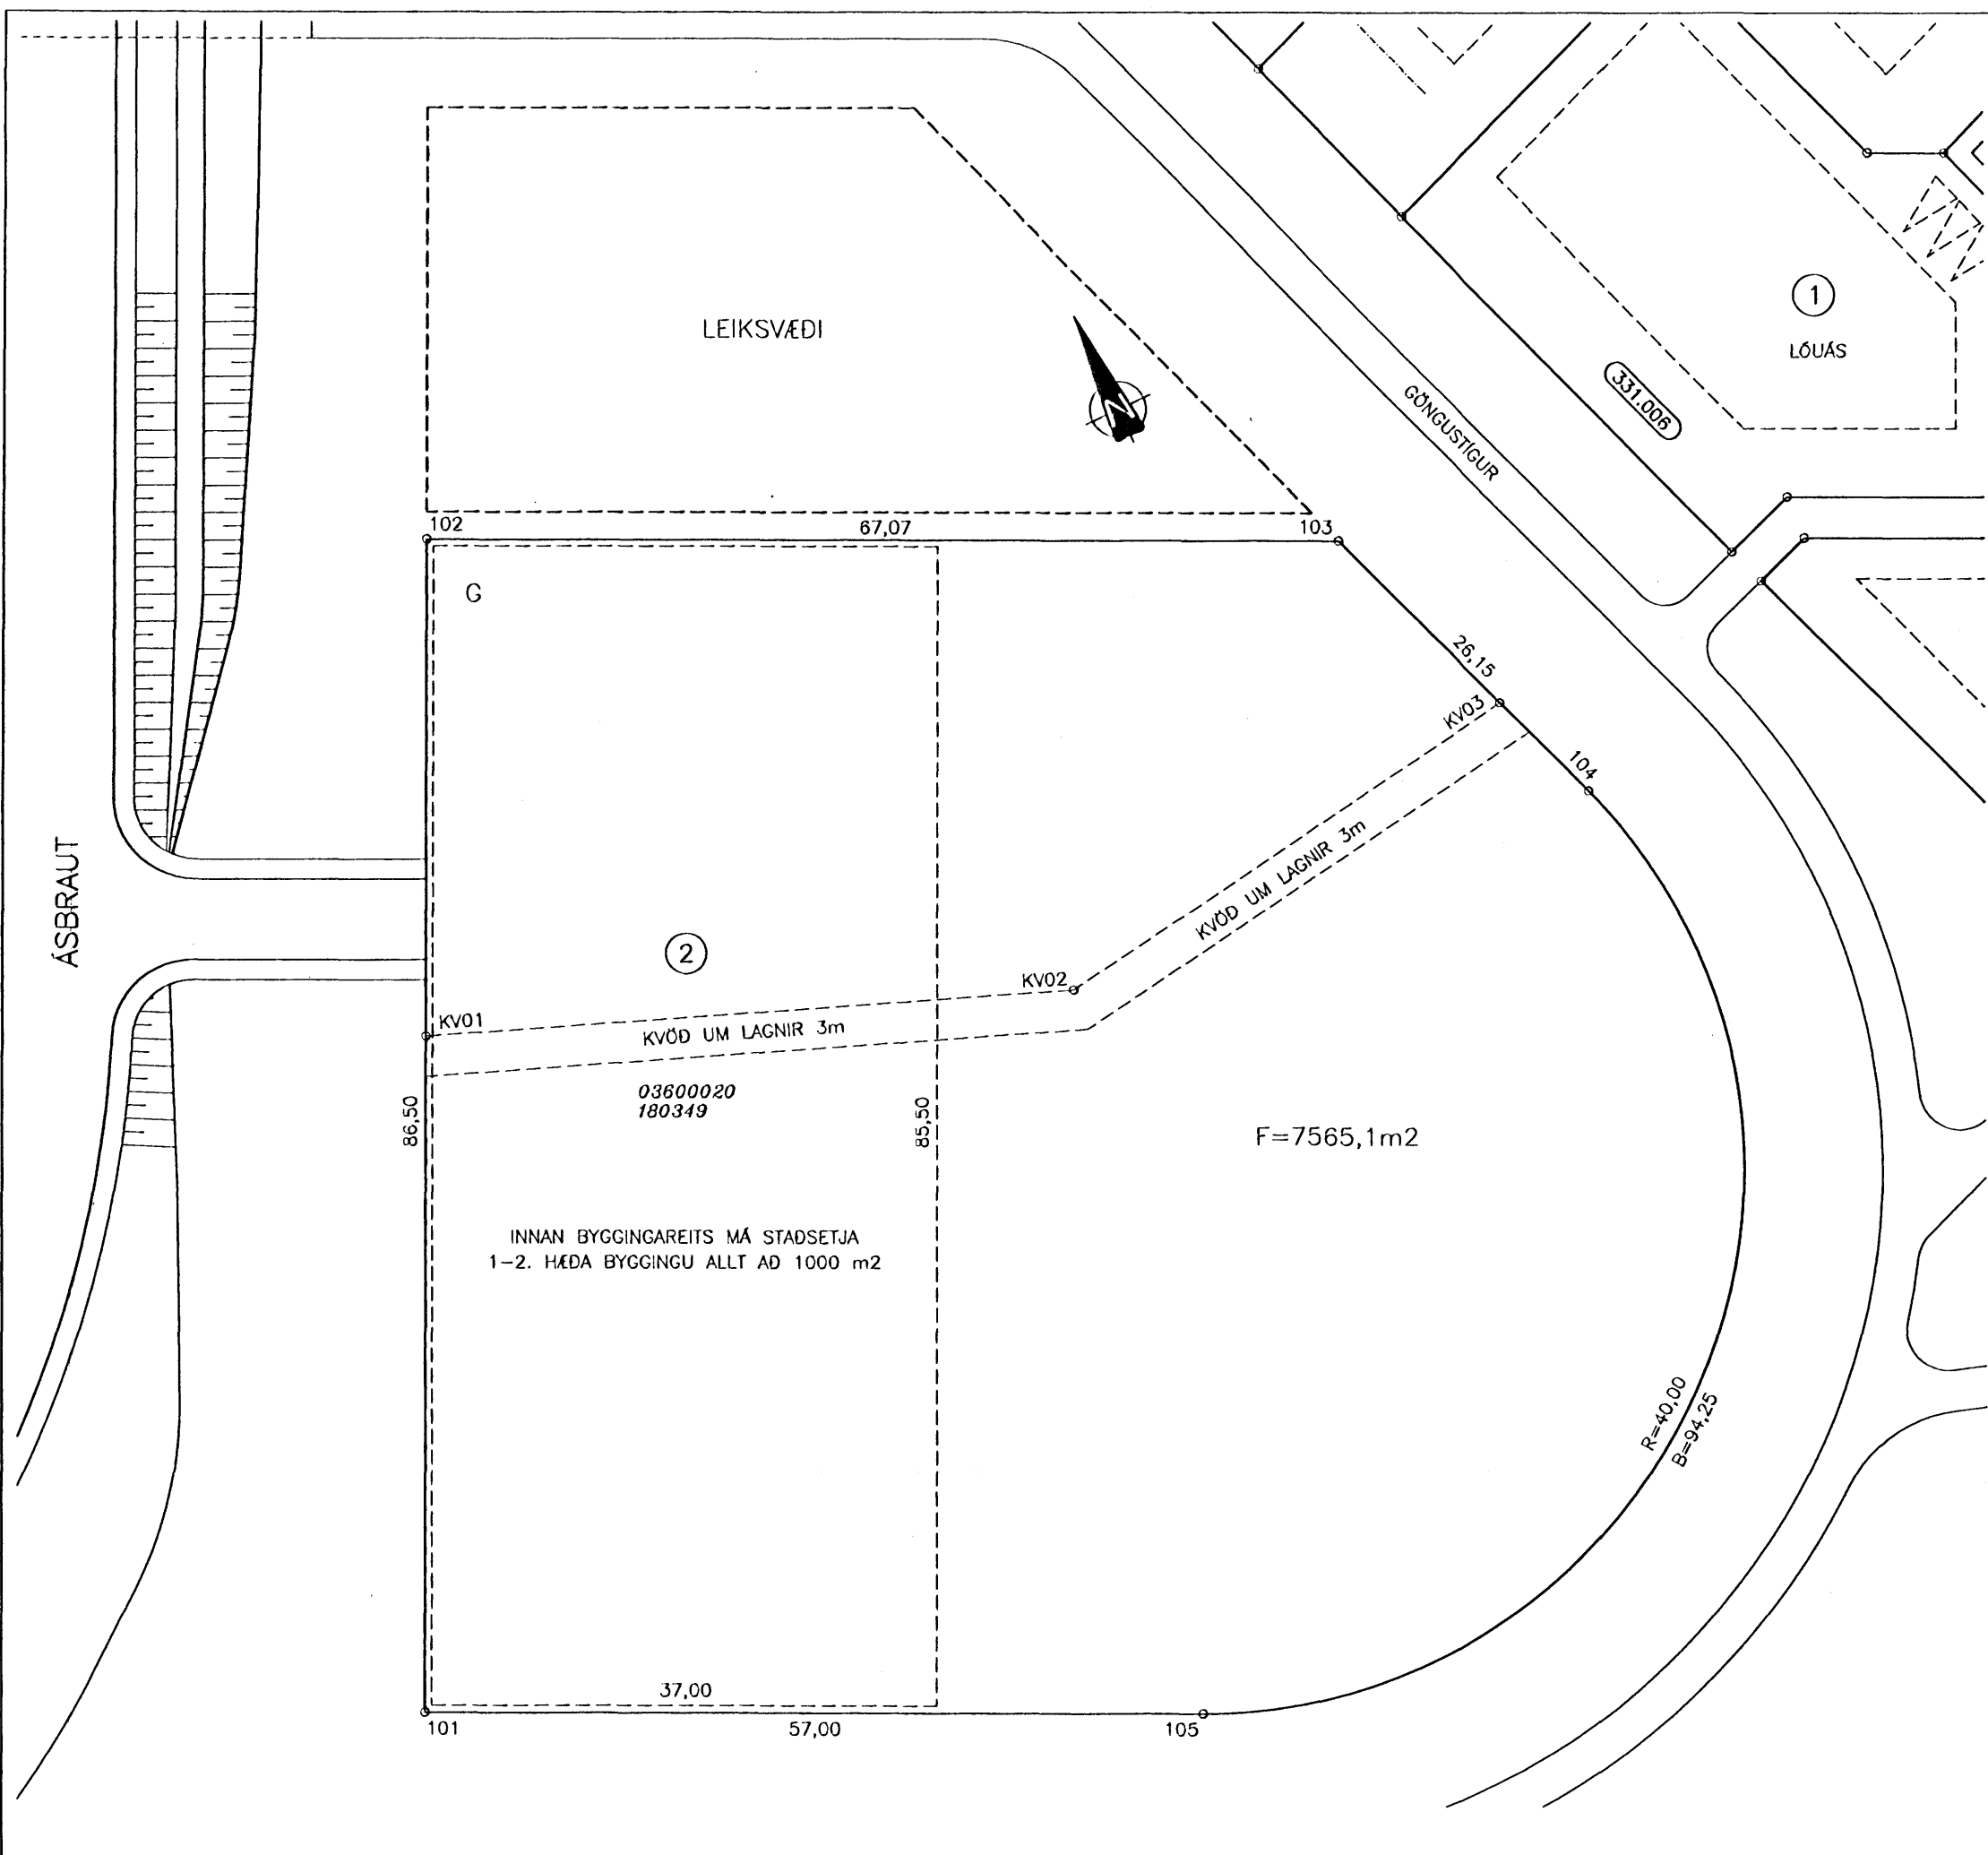 LEIKSVÆÐI
N
1
LÓUÁS
331.006
GÖNGUSTÍGUR
102
67,07
103
G
26,15
KV03
104
KVÖÐ UM LAGNIR 3m
ÁSBRAUT
2
KV02
KV01
KVÖÐ UM LAGNIR 3m
03600020
180349
86,50
85,50
F=7565,1m2
INNAN BYGGINGAREITS MÁ STAÐSETJA
1-2. HÆÐA BYGGINGU ALLT AÐ 1000 m2
R=40,00
B=94,25
37,00
101
57,00
105